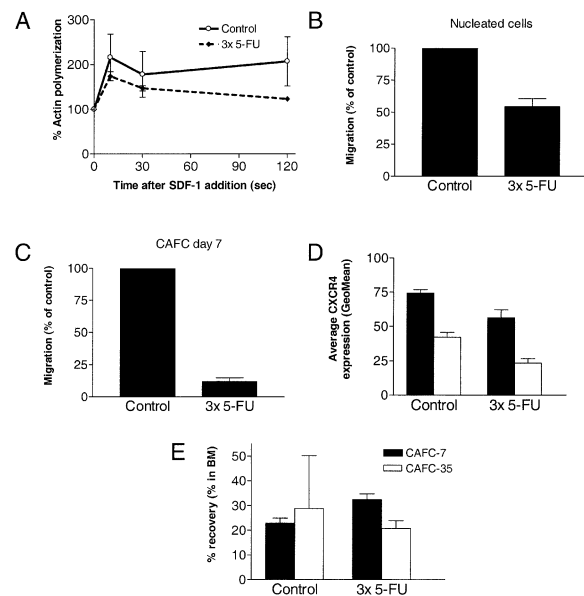 A
300
200
100
0
% Actin polymerization
Control
3x 5-FU
0
30
60
90
120
Time after SDF-1 addition (sec)
B
Nucleated cells
100
75
50
25
0
Migration (% of control)
Control
3x 5-FU
C
CAFC day 7
100
75
50
25
0
Migration (% of control)
Control
3x 5-FU
D
75
50
25
0
Average CXCR4
expression (GeoMean)
Control
3x 5-FU
E
50
40
30
20
10
0
% recovery (% in BM)
CAFC-7
CAFC-35
Control
3x 5-FU